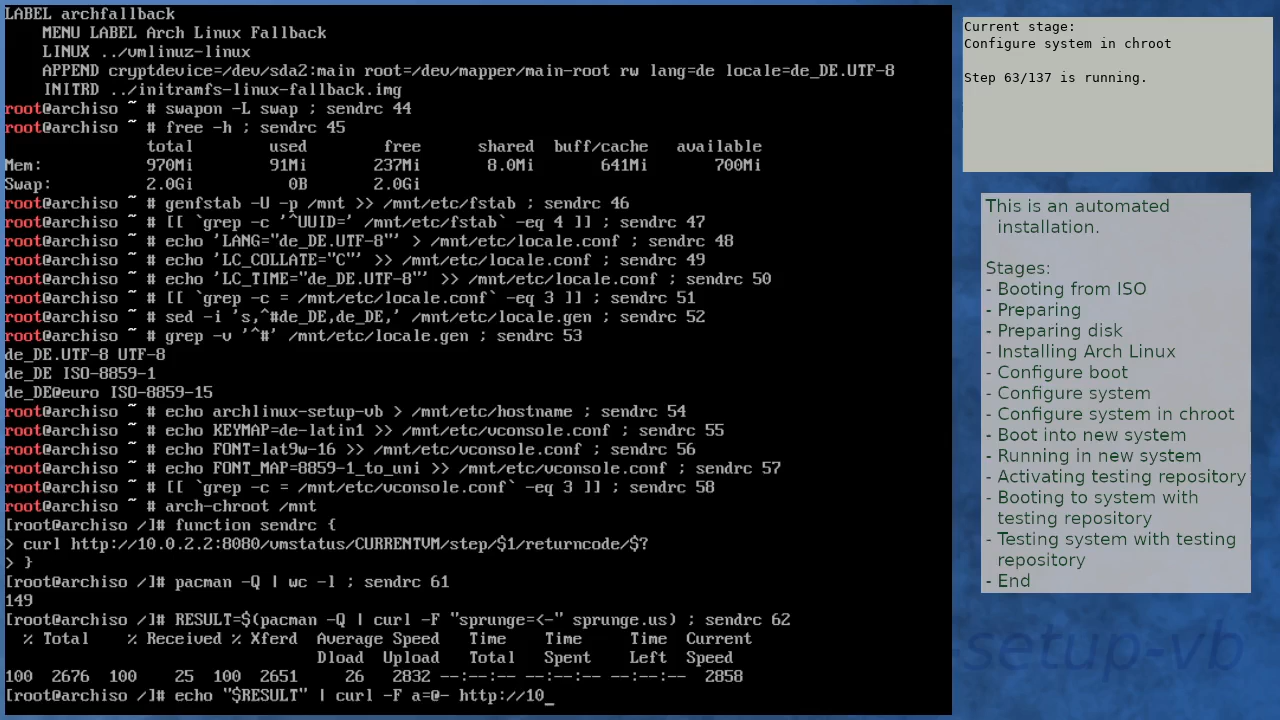 LABEL archfallback
    MENU LABEL Arch Linux Fallback
    LINUX ../vmlinuz-linux
    APPEND cryptdevice=/dev/sda2:main root=/dev/mapper/main-root rw lang=de locale=de_DE.UTF-8
    INITRD ../initramfs-linux-fallback.img
root@archiso ~ # swapon -L swap ; sendrc 44
root@archiso ~ # free -h ; sendrc 45
               total        used        free      shared  buff/cache   available
Mem:           970Mi        91Mi       237Mi       8.0Mi       641Mi       700Mi
Swap:          2.0Gi          0B       2.0Gi
root@archiso ~ # genfstab -U -p /mnt >> /mnt/etc/fstab ; sendrc 46
root@archiso ~ # [[ `grep -c '^UUID=' /mnt/etc/fstab` -eq 4 ]] ; sendrc 47
root@archiso ~ # echo 'LANG="de_DE.UTF-8"' > /mnt/etc/locale.conf ; sendrc 48
root@archiso ~ # echo 'LC_COLLATE="C"' >> /mnt/etc/locale.conf ; sendrc 49
root@archiso ~ # echo 'LC_TIME="de_DE.UTF-8"' >> /mnt/etc/locale.conf ; sendrc 50
root@archiso ~ # [[ `grep -c = /mnt/etc/locale.conf` -eq 3 ]] ; sendrc 51
root@archiso ~ # sed -i 's,^#de_DE,de_DE,' /mnt/etc/locale.gen ; sendrc 52
root@archiso ~ # grep -v '^#' /mnt/etc/locale.gen ; sendrc 53
de_DE.UTF-8 UTF-8
de_DE ISO-8859-1
de_DE@euro ISO-8859-15
root@archiso ~ # echo archlinux-setup-vb > /mnt/etc/hostname ; sendrc 54
root@archiso ~ # echo KEYMAP=de-latin1 >> /mnt/etc/vconsole.conf ; sendrc 55
root@archiso ~ # echo FONT=lat9w-16 >> /mnt/etc/vconsole.conf ; sendrc 56
root@archiso ~ # echo FONT_MAP=8859-1_to_uni >> /mnt/etc/vconsole.conf ; sendrc 57
root@archiso ~ # [[ `grep -c = /mnt/etc/vconsole.conf` -eq 3 ]] ; sendrc 58
root@archiso ~ # arch-chroot /mnt
[root@archiso /]# function sendrc {
> curl http://10.0.2.2:8080/vmstatus/CURRENTVM/step/$1/returncode/$?
> }
[root@archiso /]# pacman -Q | wc -l ; sendrc 61
149
[root@archiso /]# RESULT=$(pacman -Q | curl -F "sprunge=<-" sprunge.us) ; sendrc 62
  % Total    % Received % Xferd  Average Speed   Time    Time     Time  Current
                                 Dload  Upload   Total   Spent    Left  Speed
100  2676  100    25  100  2651     26   2832 --:--:-- --:--:-- --:--:--  2858
[root@archiso /]# echo "$RESULT" | curl -F a=@- http://10_
Current stage:
Configure system in chroot
Step 63/137 is running.
This is an automated
installation.
Stages:
- Booting from ISO
- Preparing
- Preparing disk
- Installing Arch Linux
- Configure boot
- Configure system
- Configure system in chroot
- Boot into new system
- Running in new system
- Activating testing repository
- Booting to system with
testing repository
- Testing system with testing
repository
- End
-setup-vb